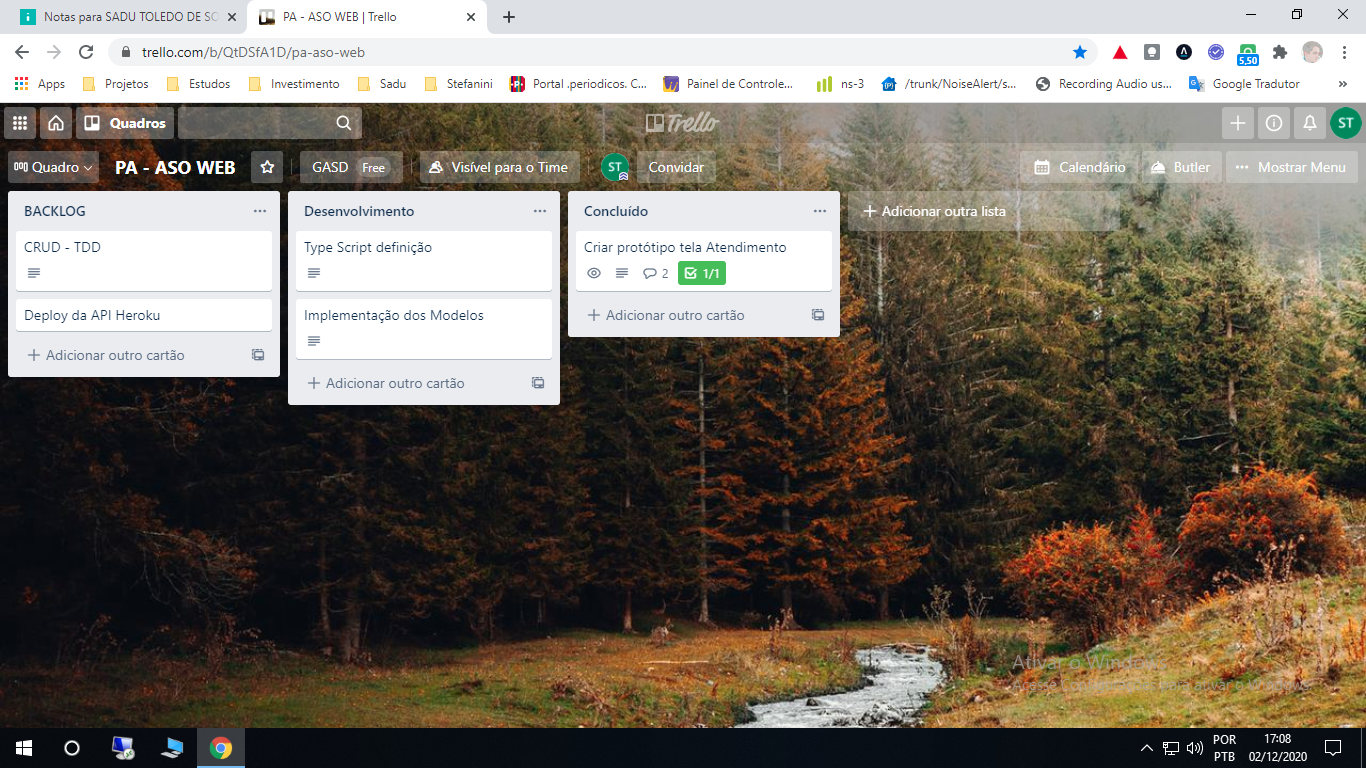 Notas para SADU TOLEDO DE SO
PA - ASO WEB | Trello
trello.com/b/QtDSfA1D/pa-aso-web
5,50
Apps
Projetos
Estudos
Investimento
Sadu
Stefanini
Portal .periodicos. C...
Painel de Controle...
ns-3
/trunk/NoiseAlert/s...
Recording Audio us...
Google Tradutor
»
Quadros
Trello
ST
Quadro
PA - ASO WEB
GASD Free
Visível para o Time
ST
Convidar
Calendário
Butler
Mostrar Menu
BACKLOG
CRUD - TDD
Deploy da API Heroku
Adicionar outro cartão
Desenvolvimento
Type Script definição
Implementação dos Modelos
Adicionar outro cartão
Concluído
Criar protótipo tela Atendimento
2 1/1
Adicionar outro cartão
Adicionar outra lista
Ativar o Windows
POR
PTB
17:08
02/12/2020